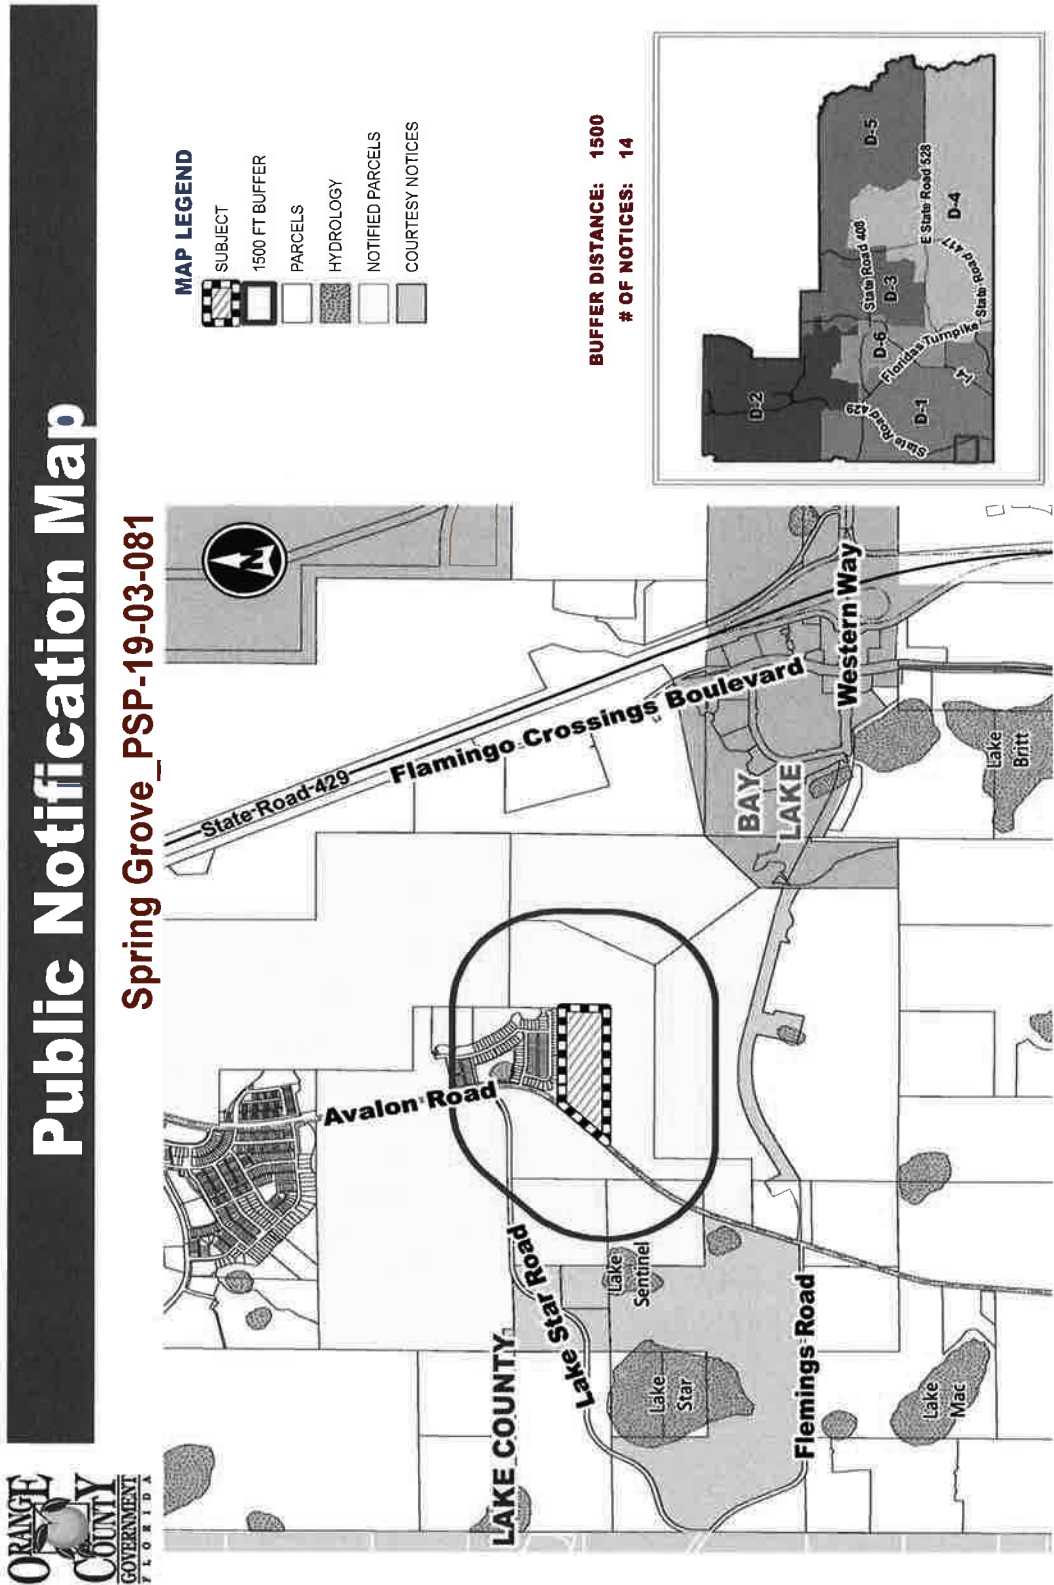 Public Notification Map
ORANGE
COUNTY
GOVERNMENT
FLORIDA
Spring Grove_PSP-19-03-081
MAP LEGEND
SUBJECT
1500 FT BUFFER
PARCELS
HYDROLOGY
NOTIFIED PARCELS
COURTESY NOTICES
BUFFER DISTANCE: 1500
# OF NOTICES: 14
N
State Road 429
Flamingo Crossings Boulevard
Western Way
BAY
LAKE
Lake
Britt
Avalon Road
Lake Star Road
Lake
Sentinel
LAKE COUNTY
Lake
Star
Flemings Road
Lake
Mac
D-2
D-5
State Road 408
E State Road 528
D-3
D-4
D-6
417
Floridas Turnpike
State Road
State Road 429
D-1
I-4